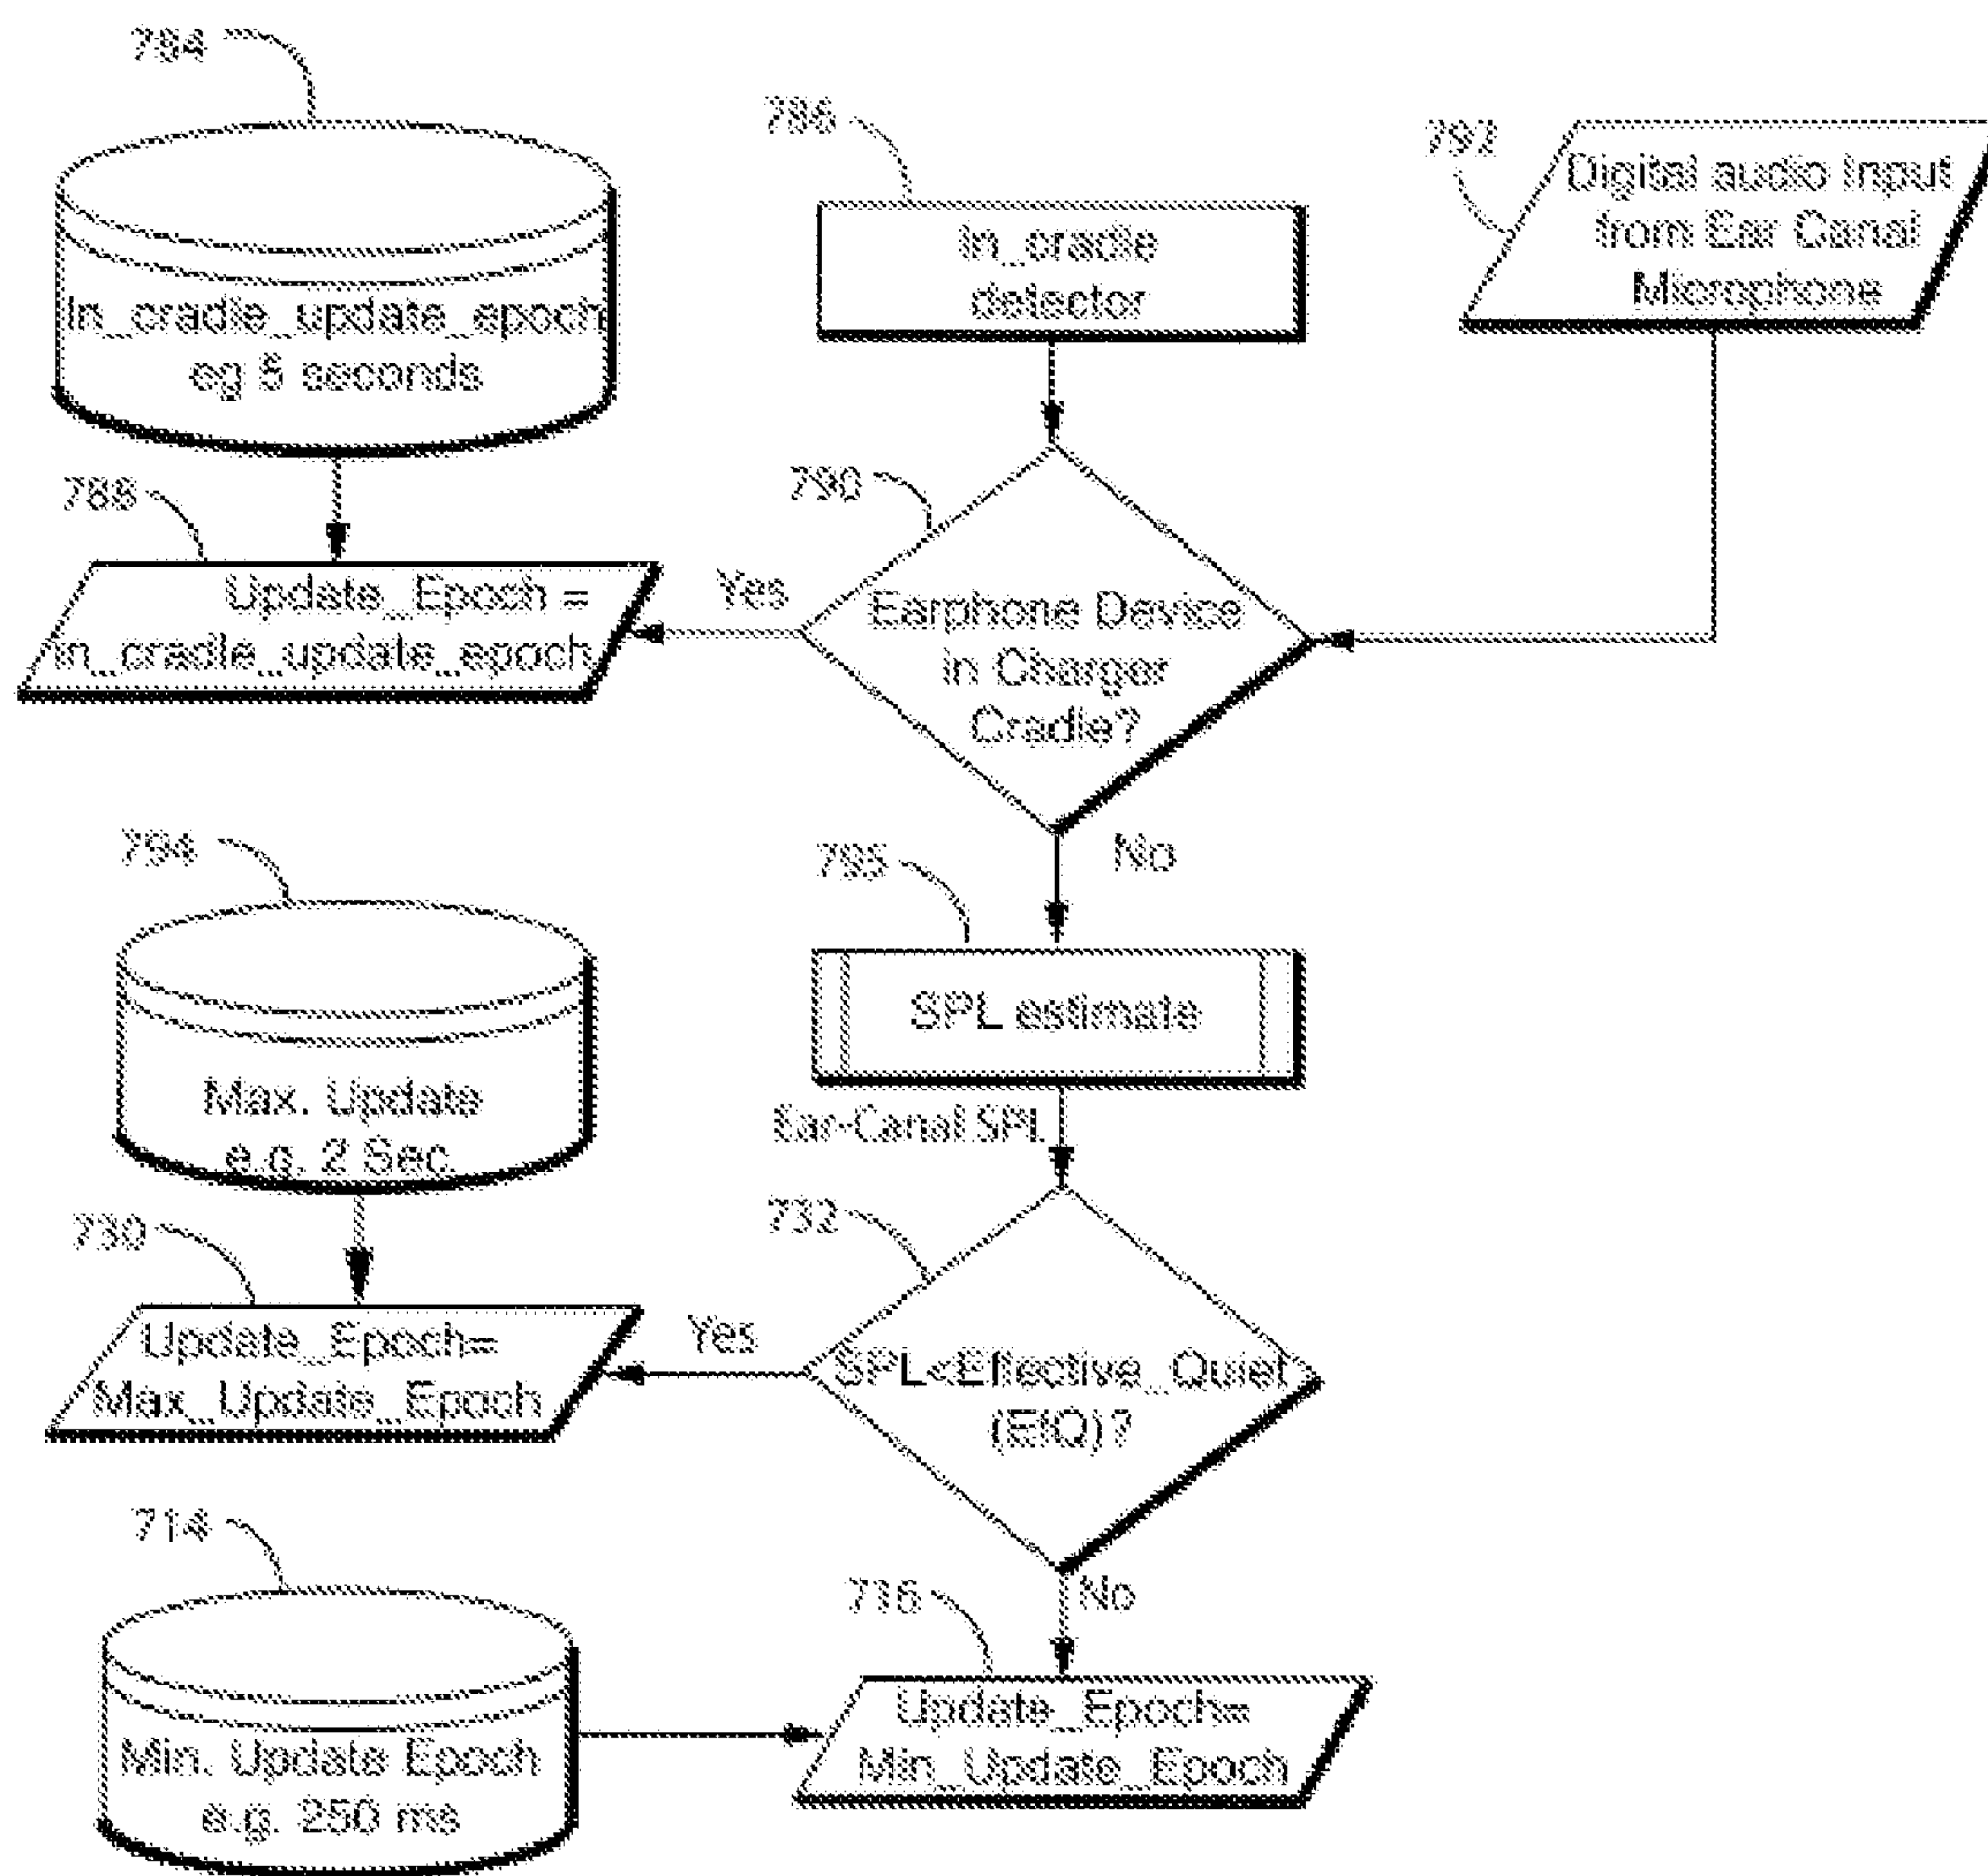 784
In_cradle_update_epoch
eg 5 seconds
786
in_cradle
detector
792
Digital audio Input
from Ear Canal
Microphone
788
Update_Epoch =
in_cradle_update_epoch
Yes
790
Earphone Device
in Charger
Cradle?
No
794
Max. Update
e.g. 2 Sec.
795
SPL estimate
Ear-Canal SPL
730
Update_Epoch=
Max_Update_Epoch
Yes
732
SPL<Effective_Quiet
(EfQ)?
No
714
Min. Update Epoch
e.g. 250 ms
716
Update_Epoch=
Min_Update_Epoch